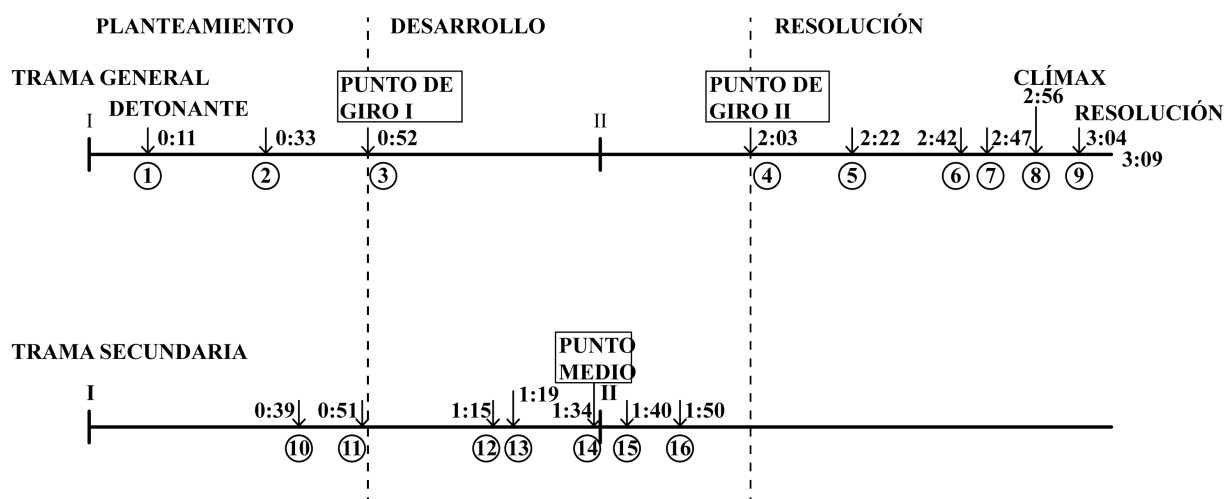 PLANTEAMIENTO DESARROLLO RESOLUCIÓN
TRAMA GENERAL
DETONANTE
PUNTO DE
GIRO I
PUNTO DE
GIRO II
CLÍMAX
2:56
RESOLUCIÓN
I II
0:11 0:33 0:52 2:03 2:22 2:42 2:47 3:04
3:09
1 2 3 4 5 6 7 8 9
TRAMA SECUNDARIA
PUNTO
MEDIO
I II
1:19
0:39 0:51 1:15 1:34 1:40 1:50
10 11 12 13 14 15 16